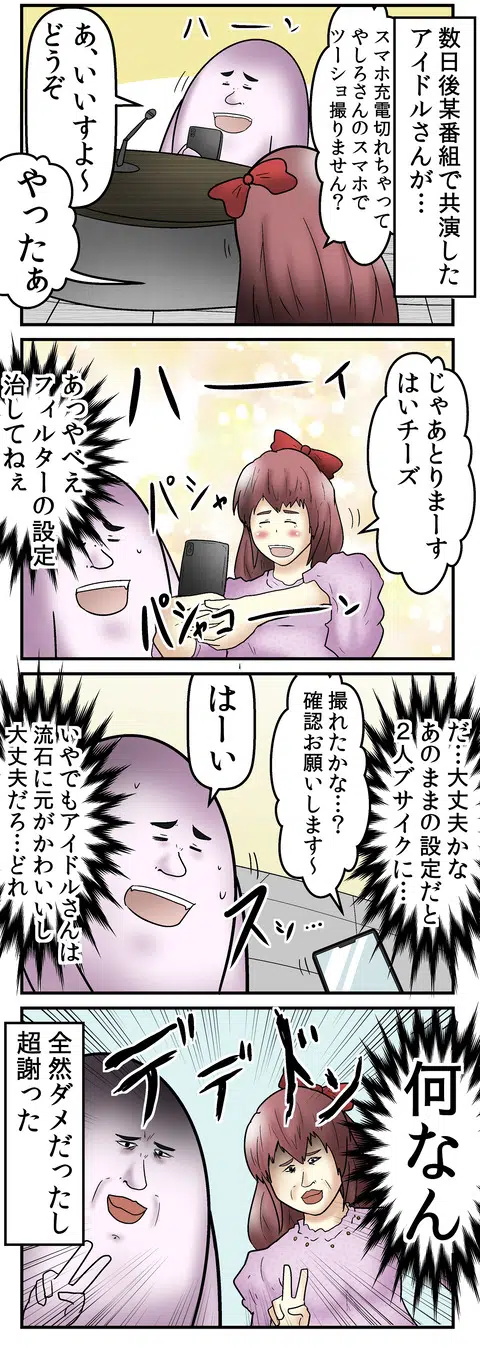 数日後某番組で共演した
アイドルさんが…
ハーン
スマホ充電切れちゃって
やしろさんのスマホで
ツーショ撮りません?
あ、いいすよ〜
どうぞ
やったぁ
じゃあとりまーす
はいチーズ
ハーイ
パシャ
パシャコーーン
あっやべえ
フィルターの設定
治してねぇ
だ…大丈夫かな
あのままの設定だと
2人ブサイクに…
撮れたかな…?
確認お願いします〜
はーい
スッ…
いやでもアイドルさんは
流石に元がかわいいし
大丈夫だろ…どれ
何なん
デデドン
全然ダメだったし
超謝った